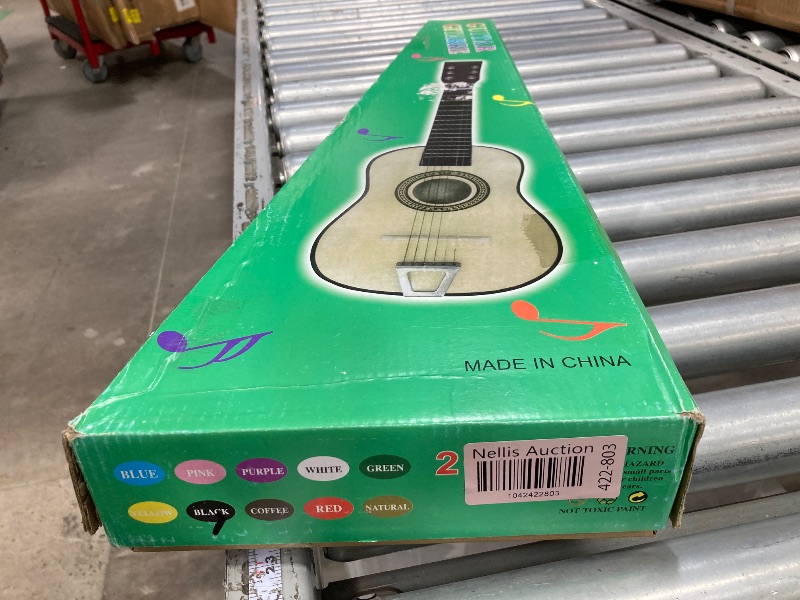 MADE IN CHINA
BLUE PINK PURPLE WHITE GREEN
YELLOW BLACK COFFEE RED NATURAL
2
Nellis Auction
1042422803
422-803
RNING
HAZARD
small parts
children
NOT TOXIC PAINT